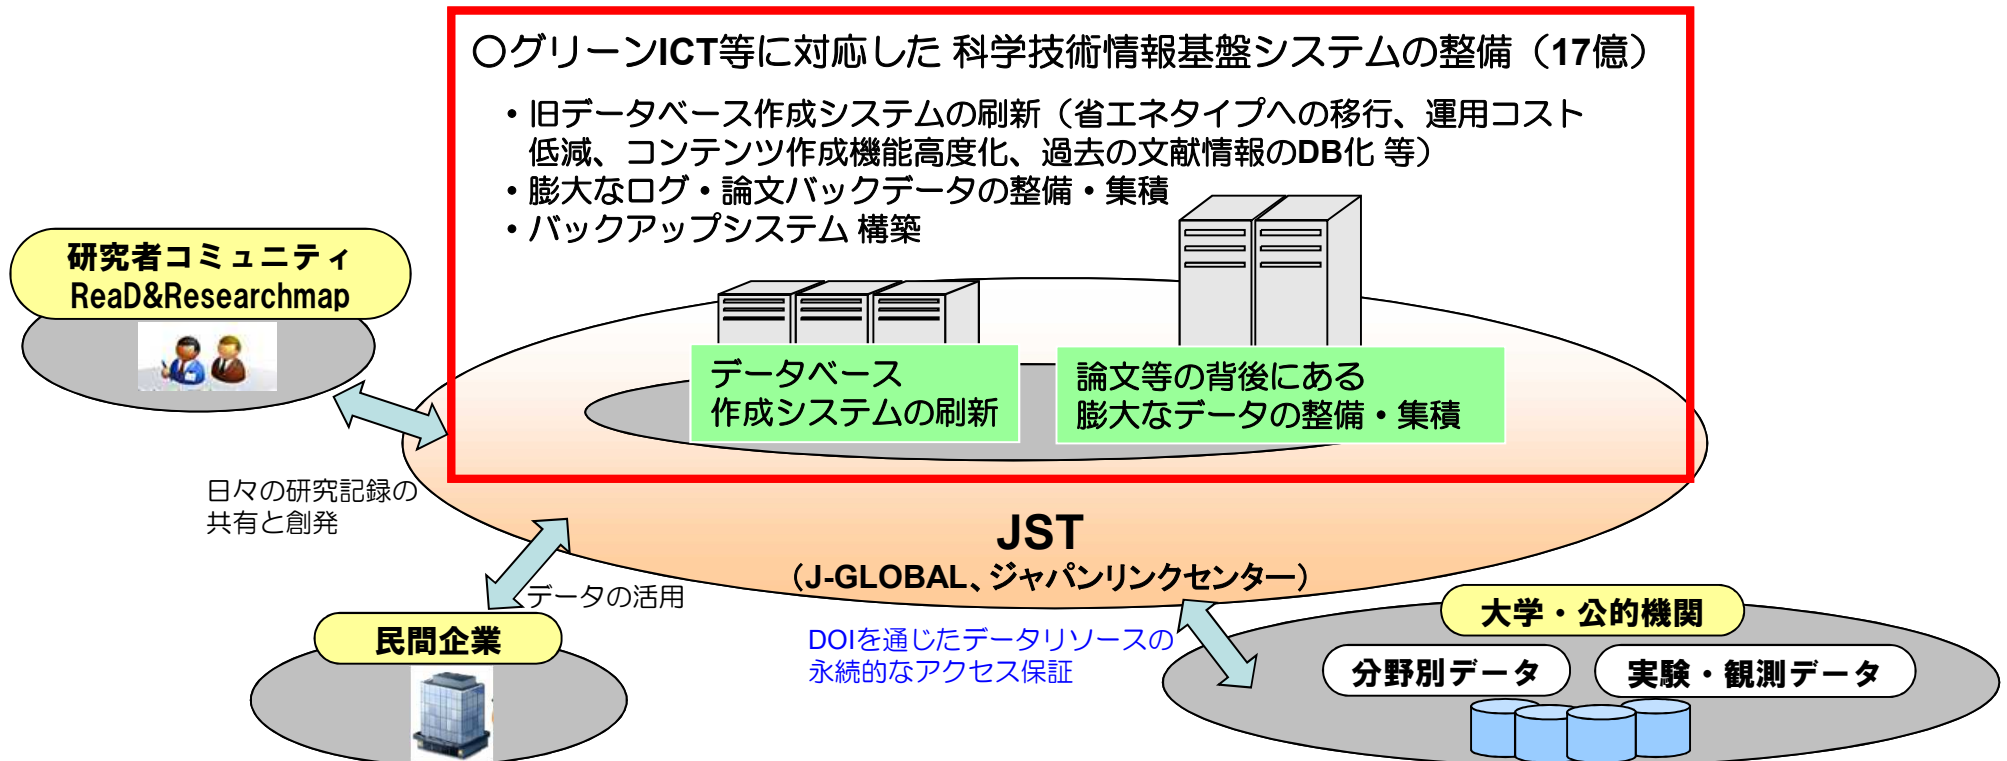 〇グリーンICT等に対応した 科学技術情報基盤システムの整備（17億）
・旧データベース作成システムの刷新（省エネタイプへの移行、運用コスト
低減、コンテンツ作成機能高度化、過去の文献情報のDB化 等）
・膨大なログ・論文バックデータの整備・集積
・バックアップシステム 構築
研究者コミュニティ
ReaD&Researchmap
データベース
作成システムの刷新
論文等の背後にある
膨大なデータの整備・集積
日々の研究記録の
共有と創発
JST
（J-GLOBAL、ジャパンリンクセンター）
データの活用
民間企業
DOIを通じたデータリソースの
永続的なアクセス保証
大学・公的機関
分野別データ
実験・観測データ